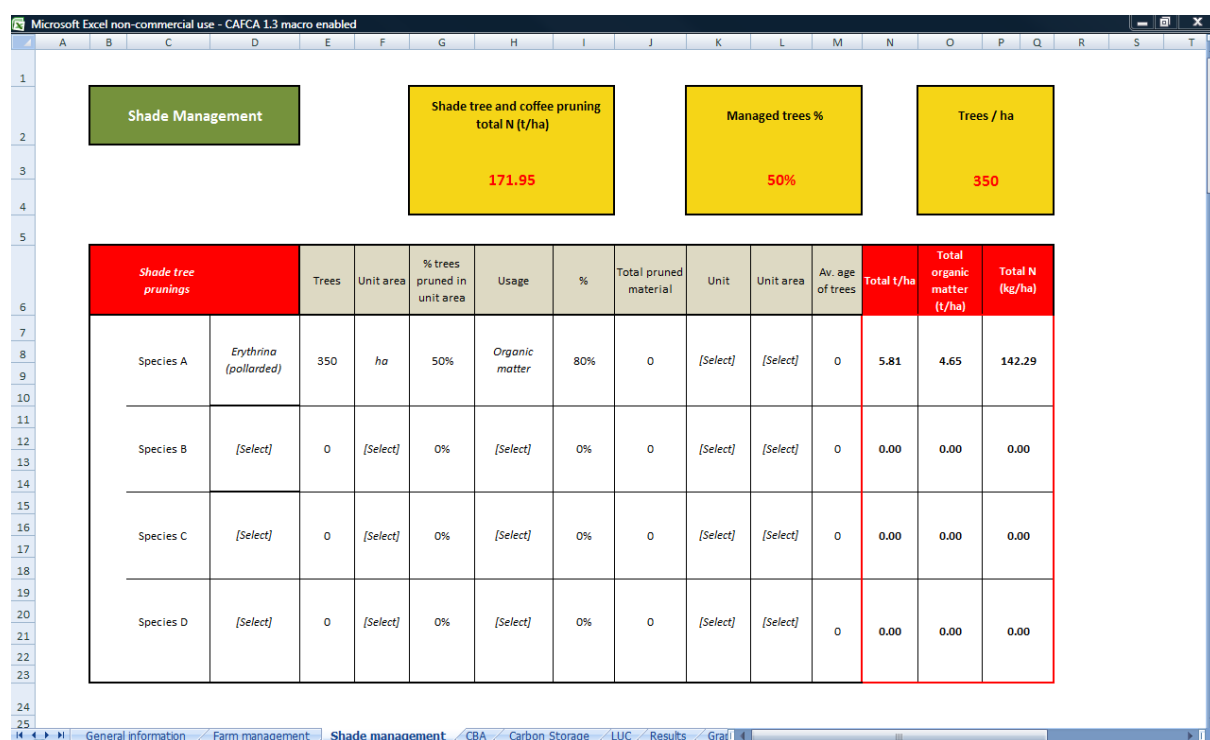 Microsoft Excel non-commercial use - CAFCA 1.3 macro enabled
A B C D E F G H I J K L M N O P Q R S T
1
Shade tree and coffee pruning
Shade Management Managed trees % Trees / ha
total N (t/ha)
2
3
171.95 50% 350
4
5
Total
% trees
Shade tree Total pruned Av. age organic Total N
Trees Unit area pruned in Usage % Unit Unit area Total t/ha
prunings material of trees matter (kg/ha)
unit area
6 (t/ha)
7
8 Erythrina Organic
Species A 350 ha 50% 80% 0 [Select] [Select] 0 5.81 4.65 142.29
9 (pollarded) matter
10
11
12
Species B [Select] 0 [Select] 0% [Select] 0% 0 [Select] [Select] 0 0.00 0.00 0.00
13
14
15
16
Species C [Select] 0 [Select] 0% [Select] 0% 0 [Select] [Select] 0 0.00 0.00 0.00
17
18
19
20
Species D [Select] 0 [Select] 0% [Select] 0% 0 [Select] [Select]
21 0 0.00 0.00 0.00
22
23
24
25
General information Farm management Shade management CBA Carbon Storage LUC Results